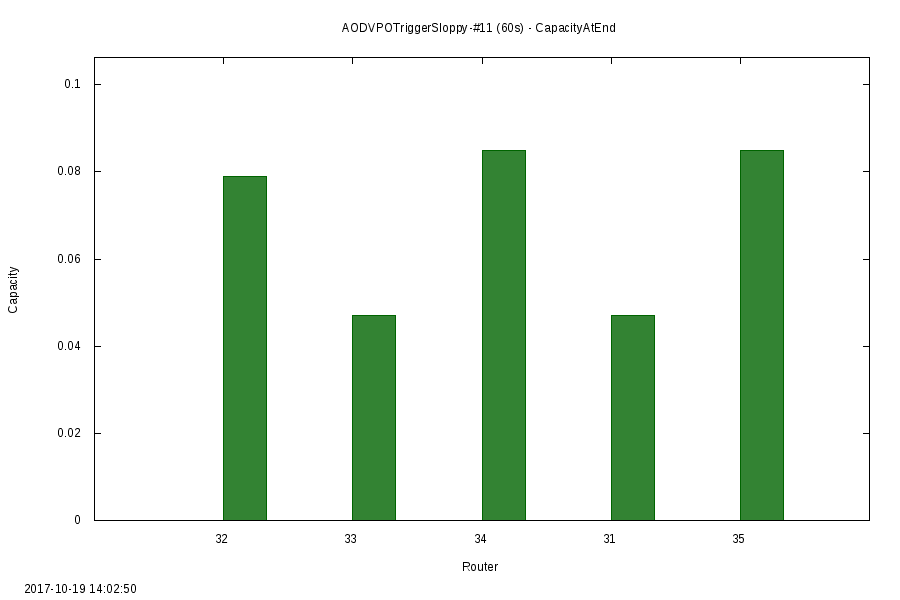 AODVPOTriggerSloppy-#11 (60s) - CapacityAtEnd
0.1
0.08
0.06
0.04
0.02
0
Capacity
32 33 34 31 35
Router
2017-10-19 14:02:50